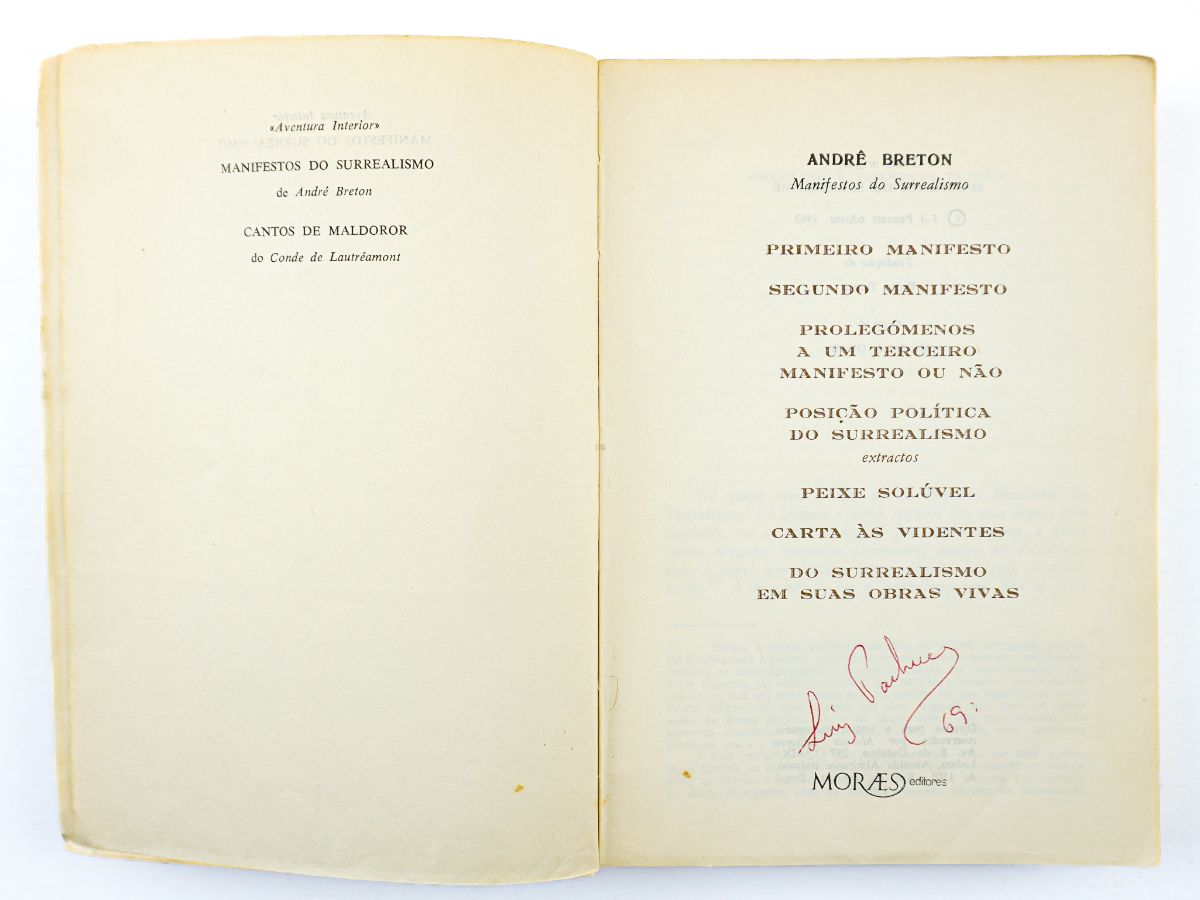 «Aventura Interior»
MANIFESTOS DO SURREALISMO
de André Breton
CANTOS DE MALDOROR
do Conde de Lautréamont
ANDRÊ BRETON
Manifestos do Surrealismo
PRIMEIRO MANIFESTO
SEGUNDO MANIFESTO
PROLEGÓMENOS
A UM TERCEIRO
MANIFESTO OU NÃO
POSIÇÃO POLÍTICA
DO SURREALISMO
extractos
PEIXE SOLÚVEL
CARTA ÀS VIDENTES
DO SURREALISMO
EM SUAS OBRAS VIVAS
Luiz Pacheco
69
MORÆS editores